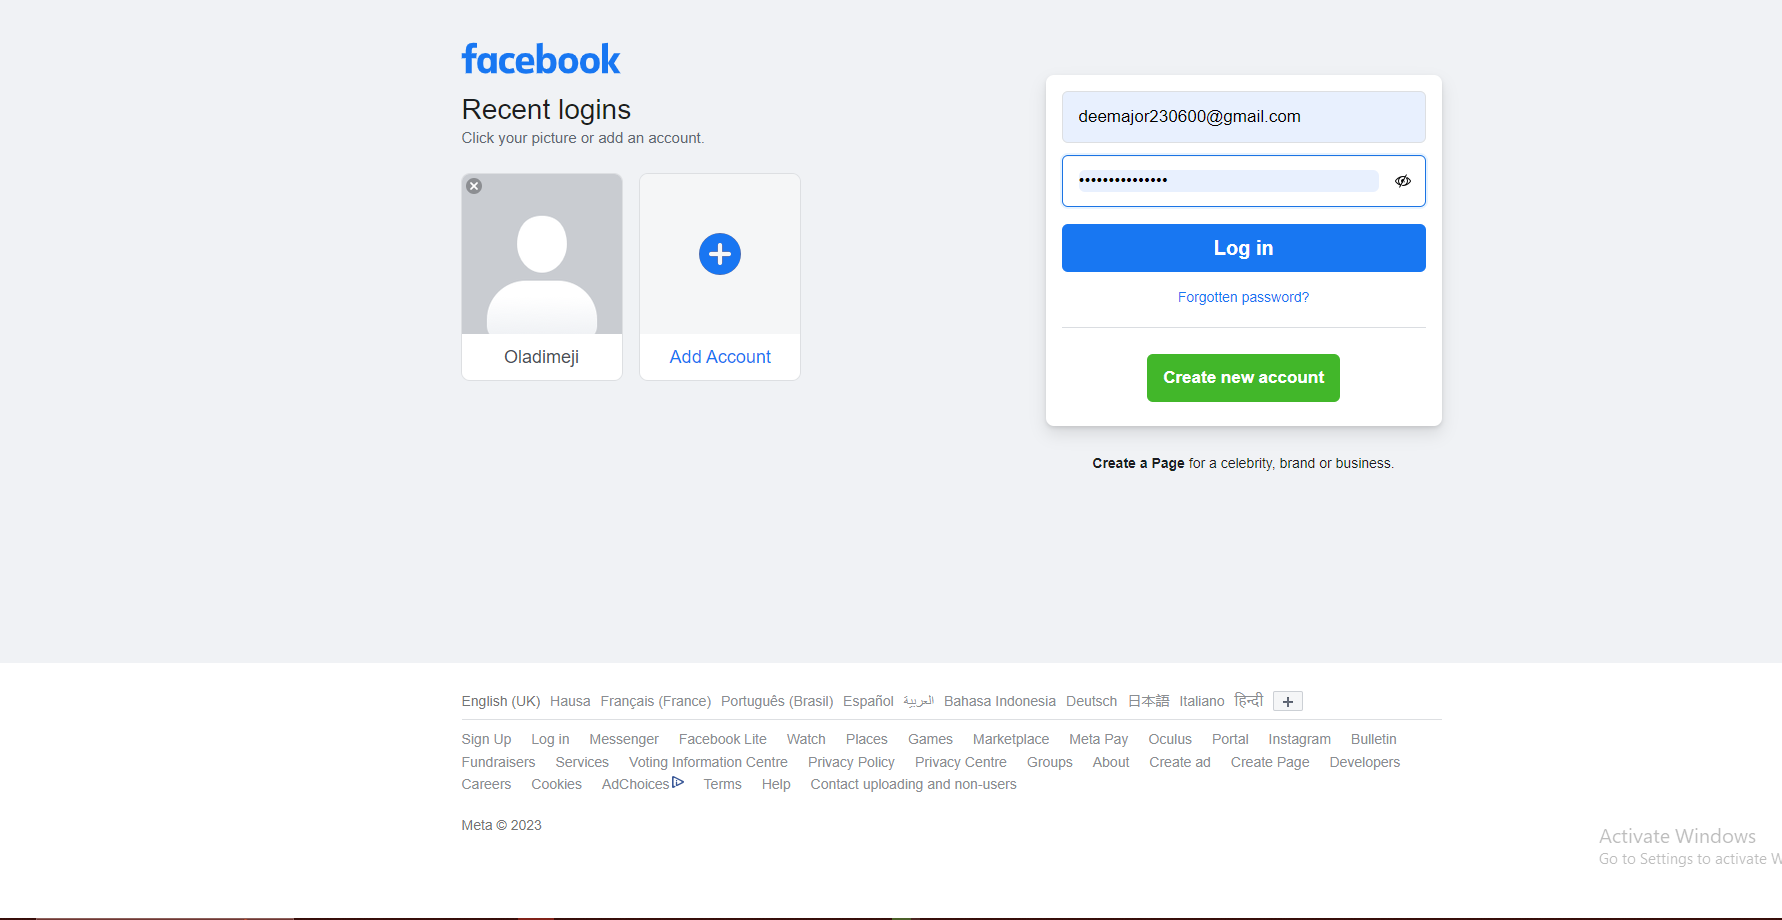 facebook
Recent logins
Click your picture or add an account.
Oladimeji
Add Account
deemajor230600@gmail.com
•••••••••••••••
Log in
Forgotten password?
Create new account
Create a Page for a celebrity, brand or business.
English (UK) Hausa Français (France) Português (Brasil) Español العربية Bahasa Indonesia Deutsch 日本語 Italiano हिन्दी
Sign Up Log in Messenger Facebook Lite Watch Places Games Marketplace Meta Pay Oculus Portal Instagram Bulletin
Fundraisers Services Voting Information Centre Privacy Policy Privacy Centre Groups About Create ad Create Page Developers
Careers Cookies AdChoices Terms Help Contact uploading and non-users
Meta © 2023
Activate Windows
Go to Settings to activate W